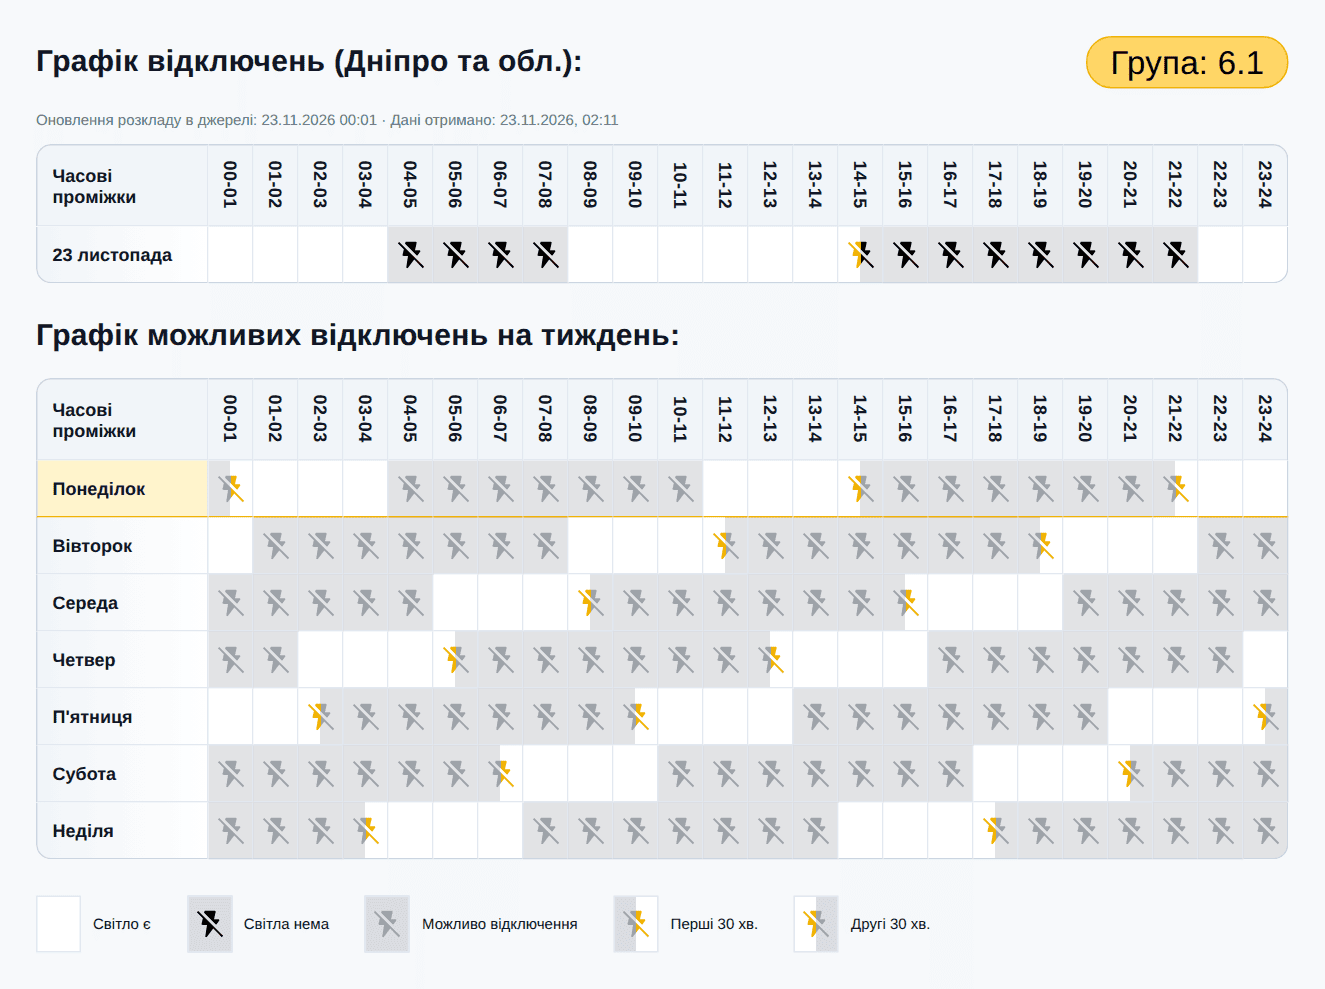 Графік відключень (Дніпро та обл.):
Група: 6.1
Оновлення розкладу в джерелі: 23.11.2026 00:01 · Дані отримано: 23.11.2026, 02:11
Часові
проміжки
00-01 01-02 02-03 03-04 04-05 05-06 06-07 07-08 08-09 09-10 10-11 11-12 12-13 13-14 14-15 15-16 16-17 17-18 18-19 19-20 20-21 21-22 22-23 23-24
23 листопада
Графік можливих відключень на тиждень:
Часові
проміжки
00-01 01-02 02-03 03-04 04-05 05-06 06-07 07-08 08-09 09-10 10-11 11-12 12-13 13-14 14-15 15-16 16-17 17-18 18-19 19-20 20-21 21-22 22-23 23-24
Понеділок
Вівторок
Середа
Четвер
П'ятниця
Субота
Неділя
Світло є
Світла нема
Можливо відключення
Перші 30 хв.
Другі 30 хв.